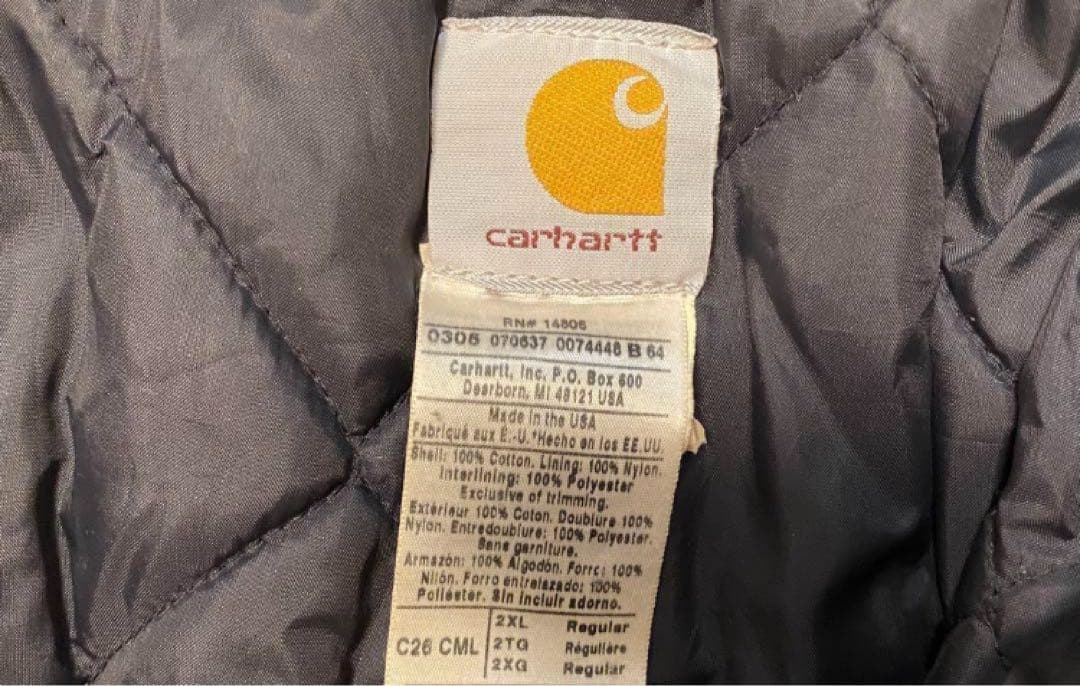 carhartt
RN# 14806
0306 070637 0074448 B 64
Carhartt, Inc. P.O. Box 600
Dearborn, MI 48121 USA
Made in the USA
Fabriqué aux É.-U.*Hecho en los EE.UU.
Shell: 100% Cotton. Lining: 100% Nylon.
Interlining: 100% Polyester
Exclusive of trimming.
Extérieur 100% Coton. Doublure 100%
Nylon. Entredoublure: 100% Polyester.
Sans garniture.
Armazón: 100% Algodón. Forro: 100%
Nilón. Forro entrelazado: 100%
Poliéster. Sin incluir adorno.
C26 CML
2XL Regular
2TG Régulière
2XG Regular